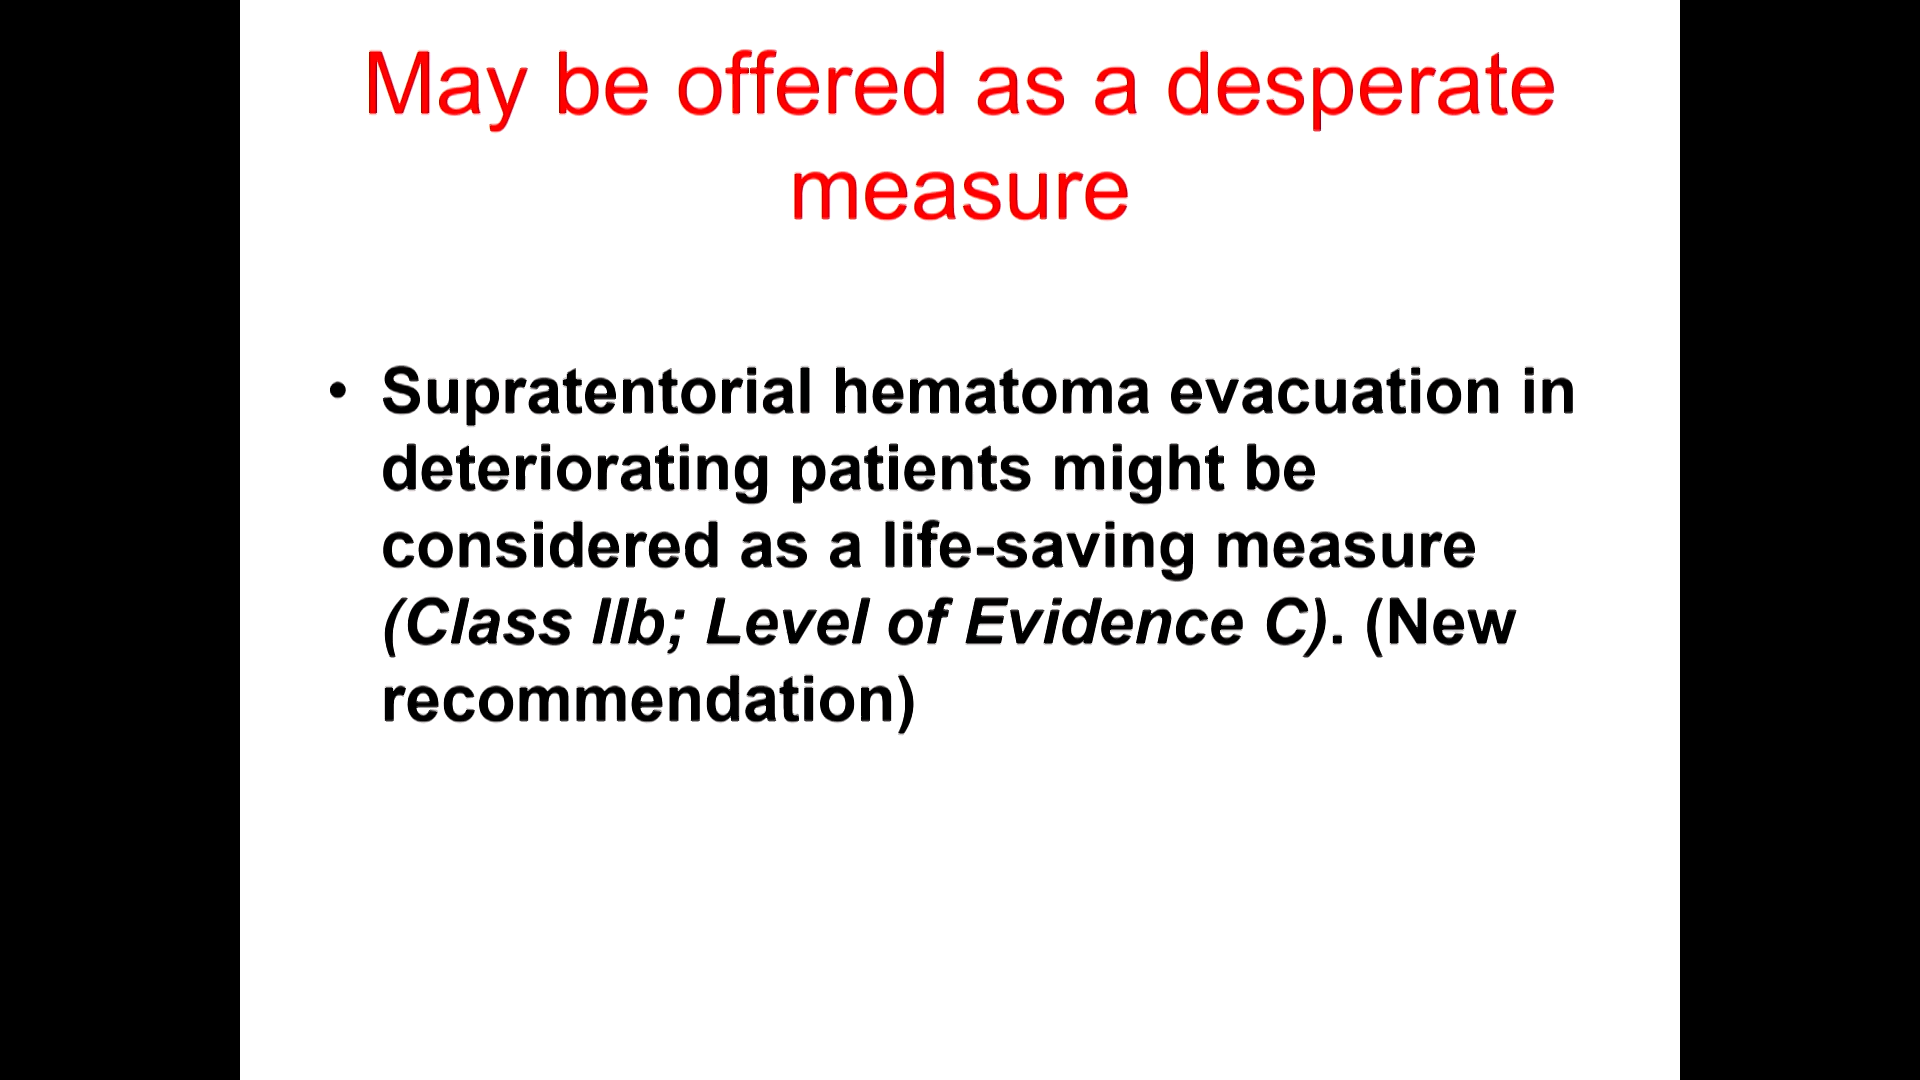 May be offered as a desperate
measure
• Supratentorial hematoma evacuation in
deteriorating patients might be
considered as a life-saving measure
(Class IIb; Level of Evidence C). (New
recommendation)